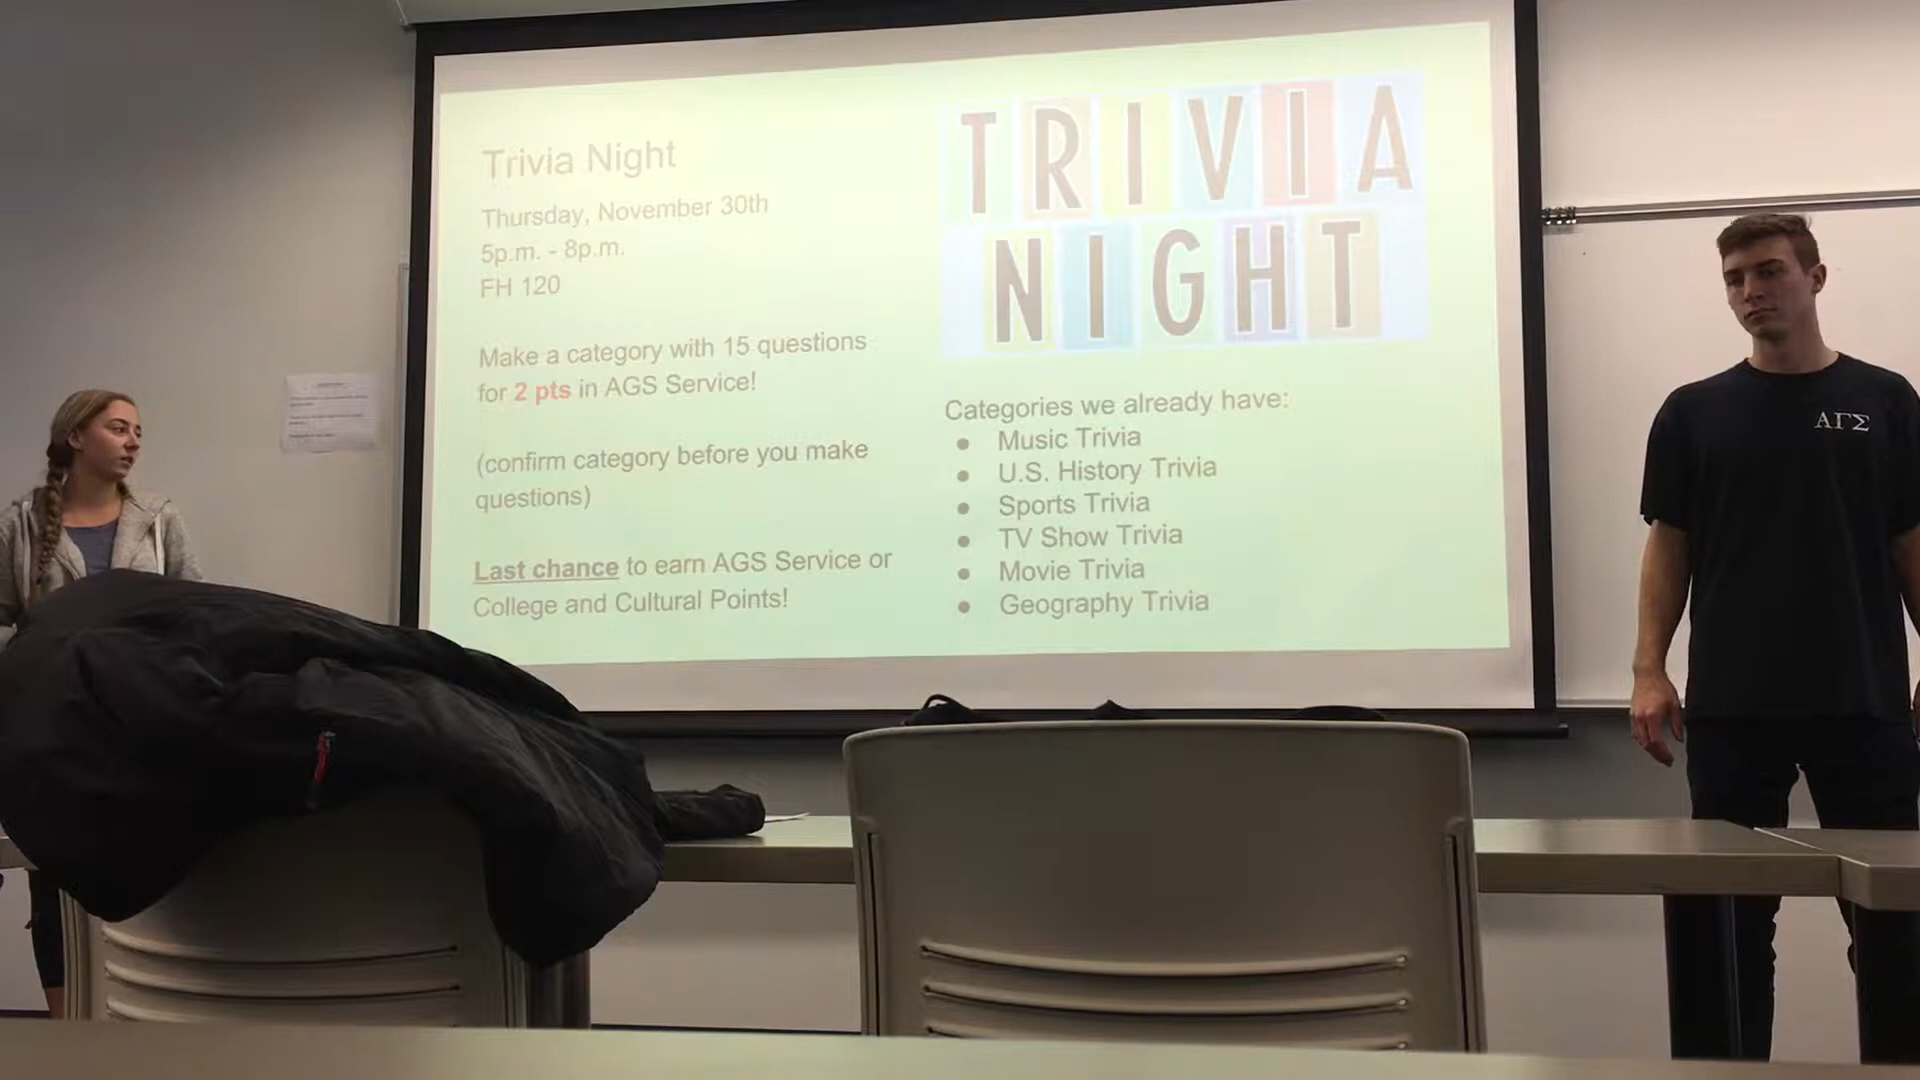 Trivia Night
Thursday, November 30th
5p.m. - 8p.m.
FH 120
Make a category with 15 questions
for 2 pts in AGS Service!
(confirm category before you make
questions)
Last chance to earn AGS Service or
College and Cultural Points!
TRIVIA
NIGHT
Categories we already have:
● Music Trivia
● U.S. History Trivia
● Sports Trivia
● TV Show Trivia
● Movie Trivia
● Geography Trivia
ΑΓΣ